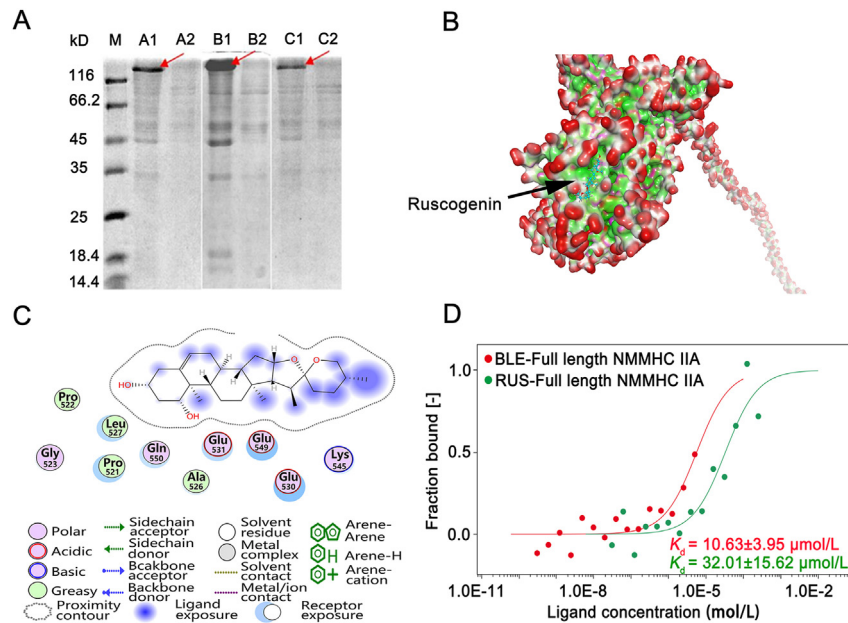 A
kD M A1 A2 B1 B2 C1 C2
116
66.2
45
35
25
18.4
14.4
B
Ruscogenin
C
H
H
H
H
O
O
HO
OH
Pro
522
Leu
527
Gly
523
Pro
521
Gln
550
Glu
531
Glu
549
Ala
526
Glu
530
Lys
545
Polar
Acidic
Basic
Greasy
Proximity
contour
Sidechain
acceptor
Sidechain
donor
Bcakbone
acceptor
Backbone
donor
Ligand
exposure
Solvent
residue
Metal
complex
Solvent
contact
Metal/ion
contact
Receptor
exposure
Arene-
Arene
H
Arene-H
+
Arene-
cation
D
BLE-Full length NMMHC IIA
RUS-Full length NMMHC IIA
Fraction bound [-]
1.0
0.5
0.0
Kd = 10.63±3.95 μmol/L
Kd = 32.01±15.62 μmol/L
1.0E-11 1.0E-8 1.0E-5 1.0E-2
Ligand concentration (mol/L)